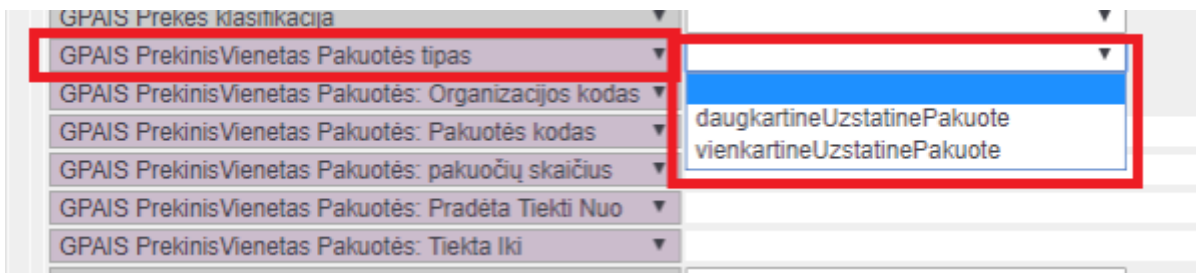 GPAIS Prekės klasifikacija
GPAIS PrekinisVienetas Pakuotės tipas
GPAIS PrekinisVienetas Pakuotės: Organizacijos kodas
daugkartineUzstatinePakuote
GPAIS PrekinisVienetas Pakuotės: Pakuotės kodas
vienkartineUzstatinePakuote
GPAIS PrekinisVienetas Pakuotės: pakuočių skaičius
GPAIS PrekinisVienetas Pakuotės: Pradėta Tiekti Nuo
GPAIS PrekinisVienetas Pakuotės: Tiekta Iki